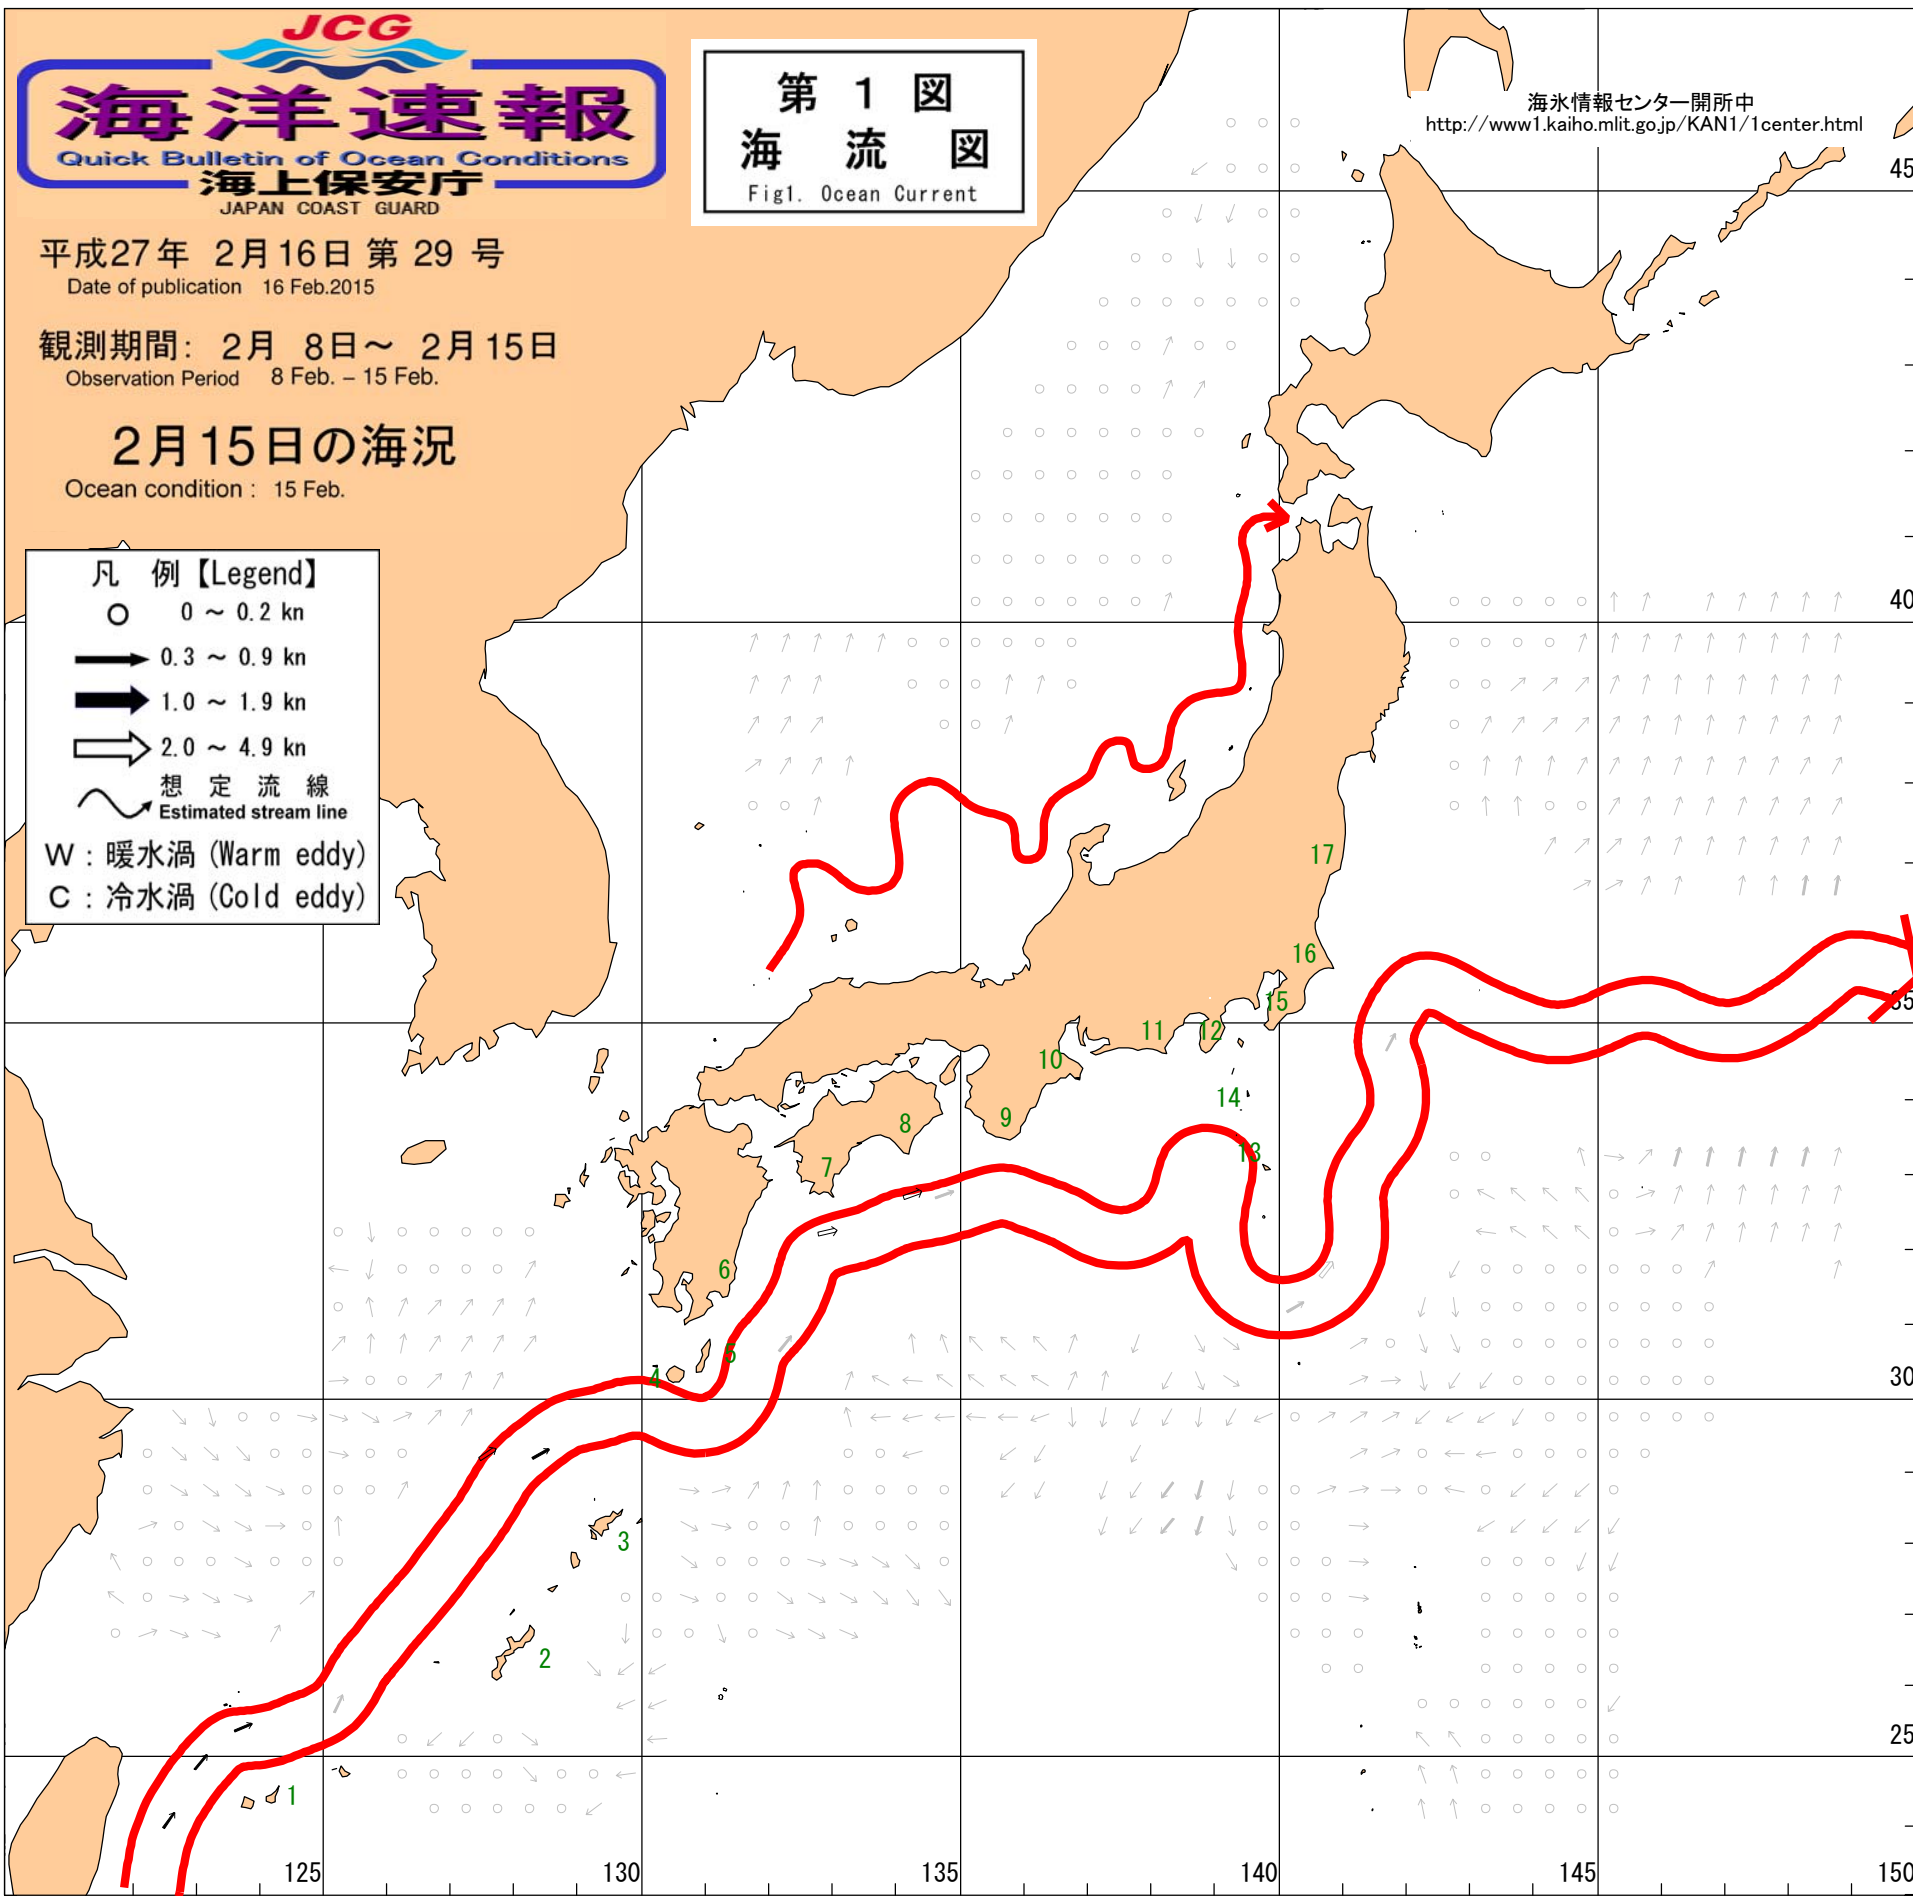 JCG
海洋速報
Quick Bulletin of Ocean Conditions
海上保安庁
JAPAN COAST GUARD
平成27年 2月16日 第 29 号
Date of publication 16 Feb.2015
観測期間: 2月 8日～ 2月15日
Observation Period 8 Feb. – 15 Feb.
2月15日の海況
Ocean condition : 15 Feb.
第 1 図
海 流 図
Fig1. Ocean Current
海氷情報センター開所中
http://www1.kaiho.mlit.go.jp/KAN1/1center.html
凡 例【Legend】
0 ～ 0.2 kn
0.3 ～ 0.9 kn
1.0 ～ 1.9 kn
2.0 ～ 4.9 kn
想 定 流 線
Estimated stream line
W : 暖水渦 (Warm eddy)
C : 冷水渦 (Cold eddy)
45
40
35
30
25
17
16
15
12
11
10
14
13
9
8
7
6
5
4
3
2
1
125
130
135
140
145
150